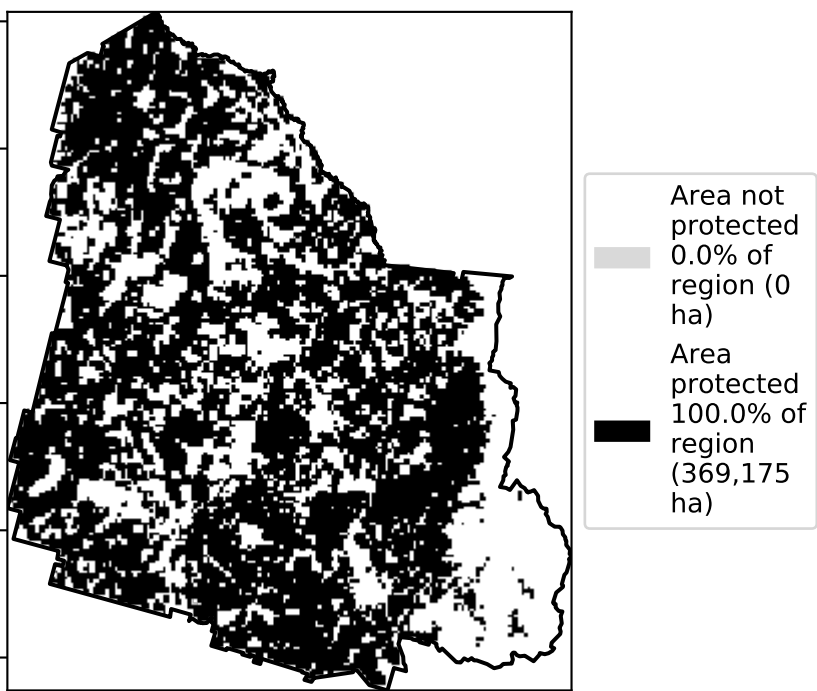 Area not
protected
0.0% of
region (0
ha)
Area
protected
100.0% of
region
(369,175
ha)